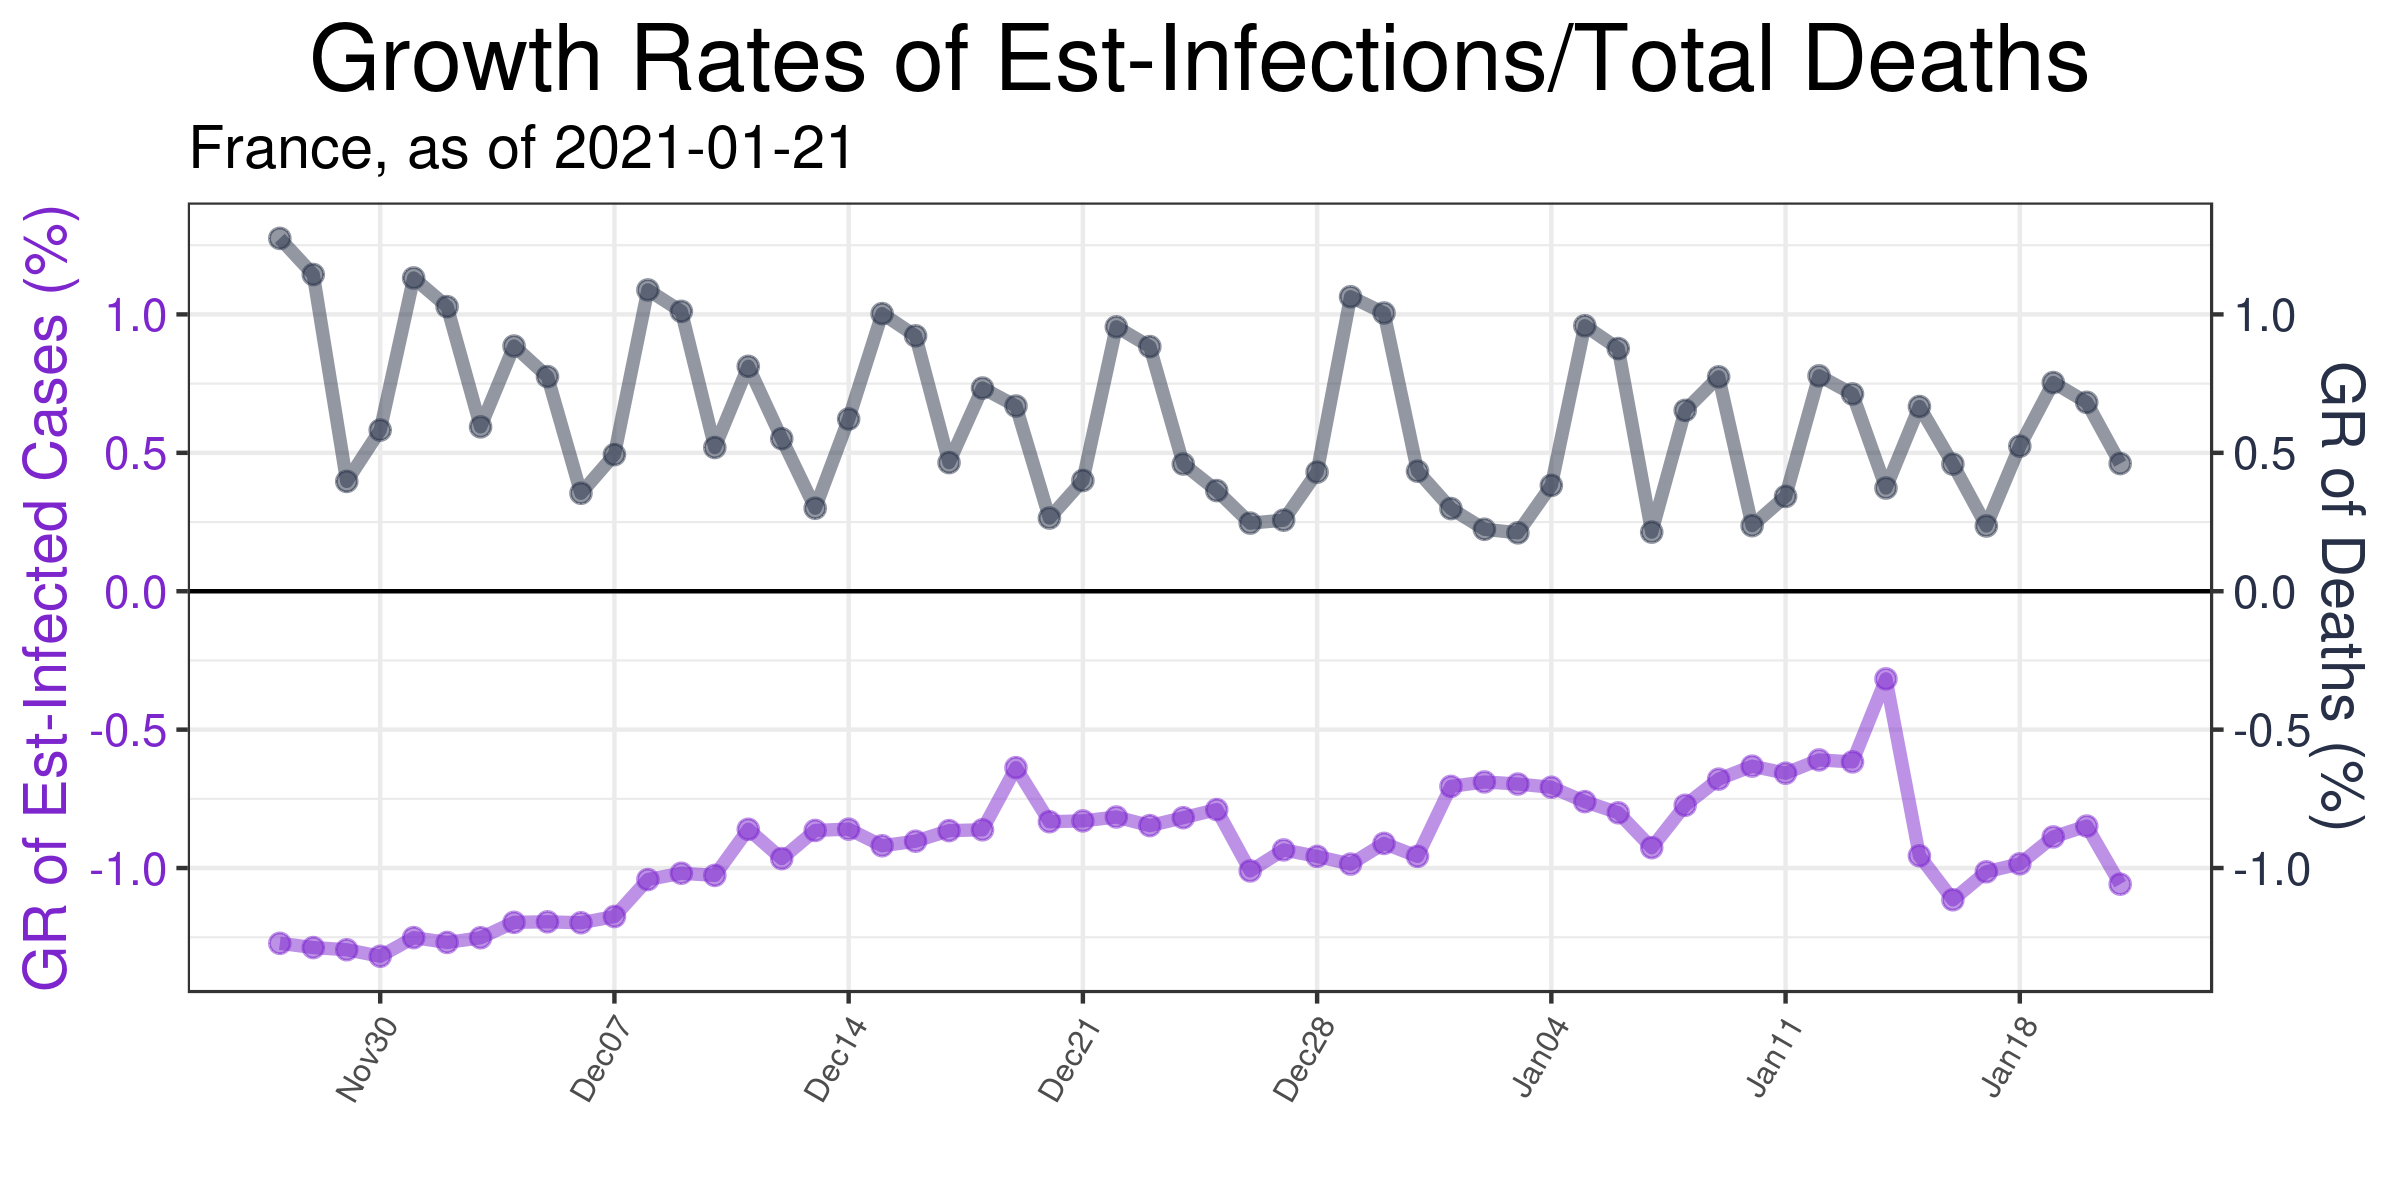 Growth Rates of Est-Infections/Total Deaths
France, as of 2021-01-21
GR of Est-Infected Cases (%)
1.0
0.5
0.0
-0.5
-1.0
1.0
0.5
0.0
-0.5
-1.0
GR of Deaths (%)
Nov30
Dec07
Dec14
Dec21
Dec28
Jan04
Jan11
Jan18